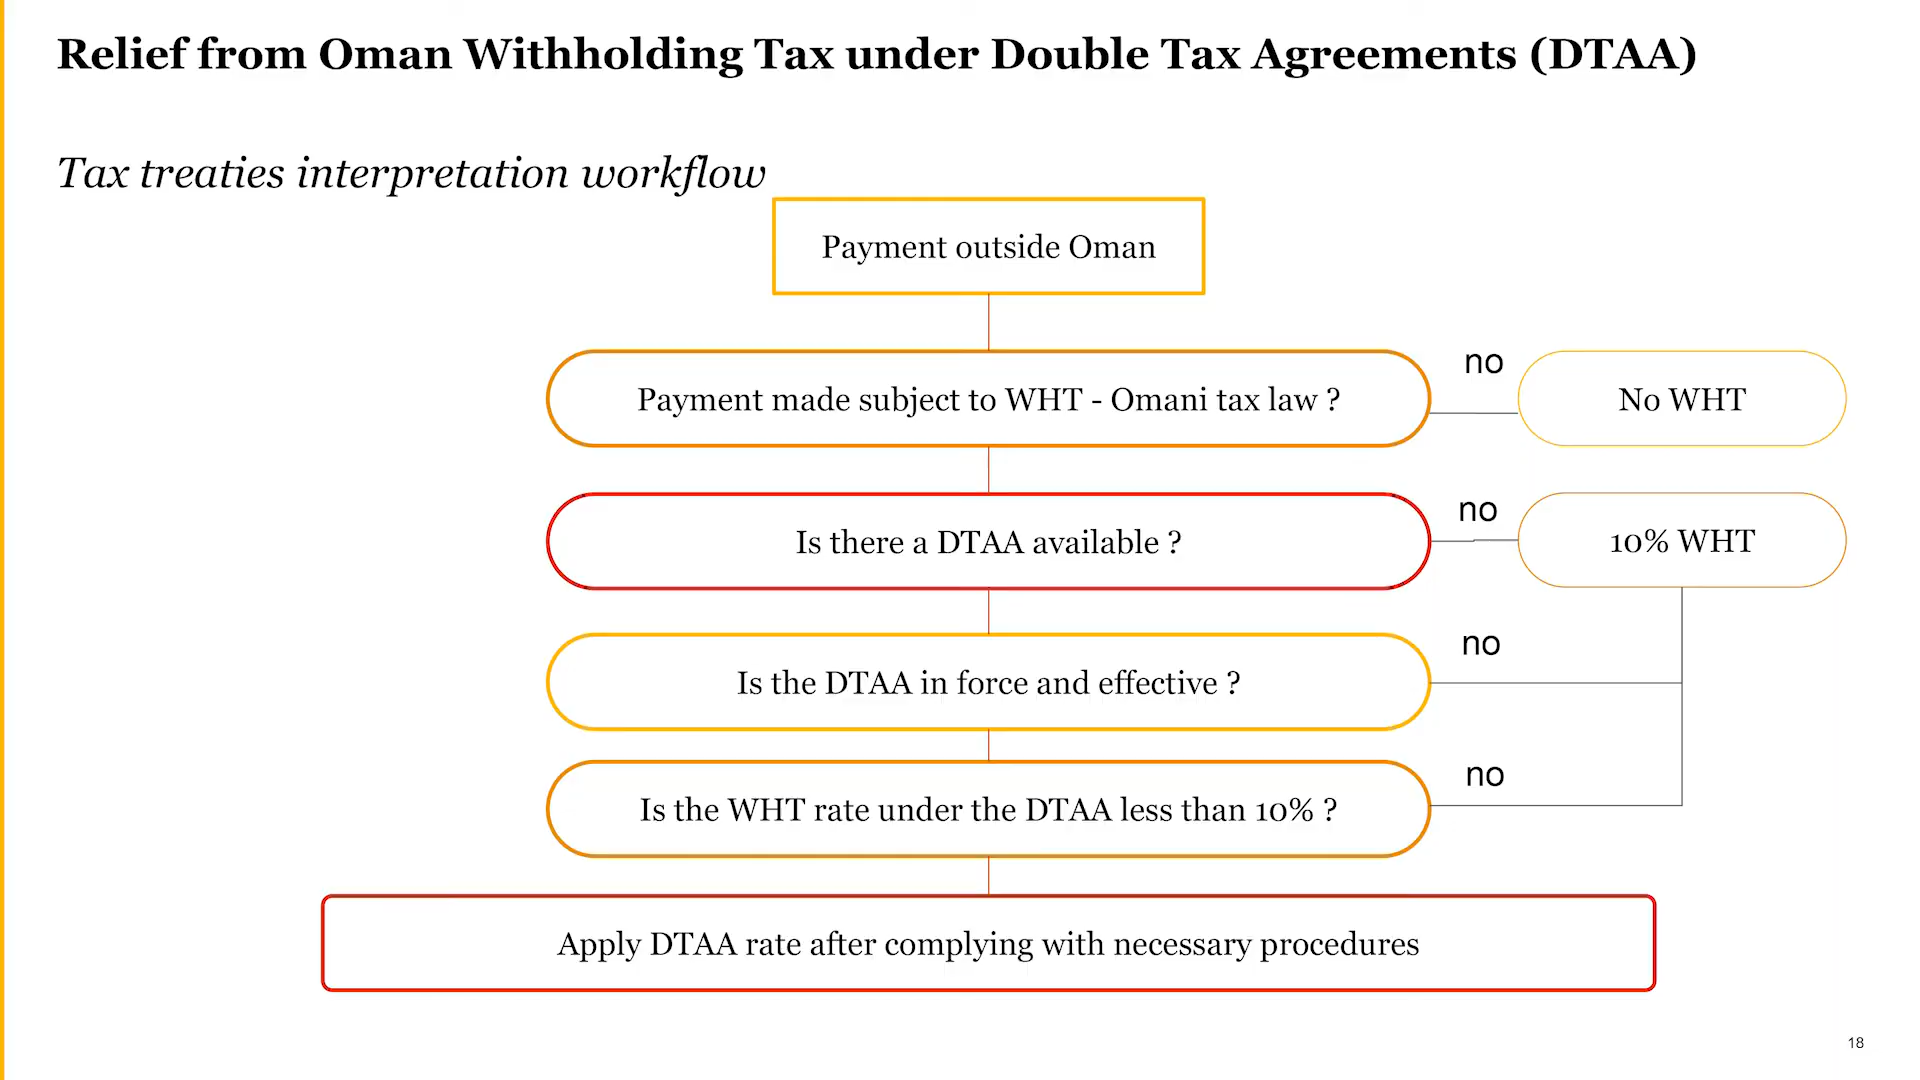 Relief from Oman Withholding Tax under Double Tax Agreements (DTAA)
Tax treaties interpretation workflow
Payment outside Oman
Payment made subject to WHT - Omani tax law ?
no
No WHT
Is there a DTAA available ?
no
10% WHT
Is the DTAA in force and effective ?
no
Is the WHT rate under the DTAA less than 10% ?
no
Apply DTAA rate after complying with necessary procedures
18